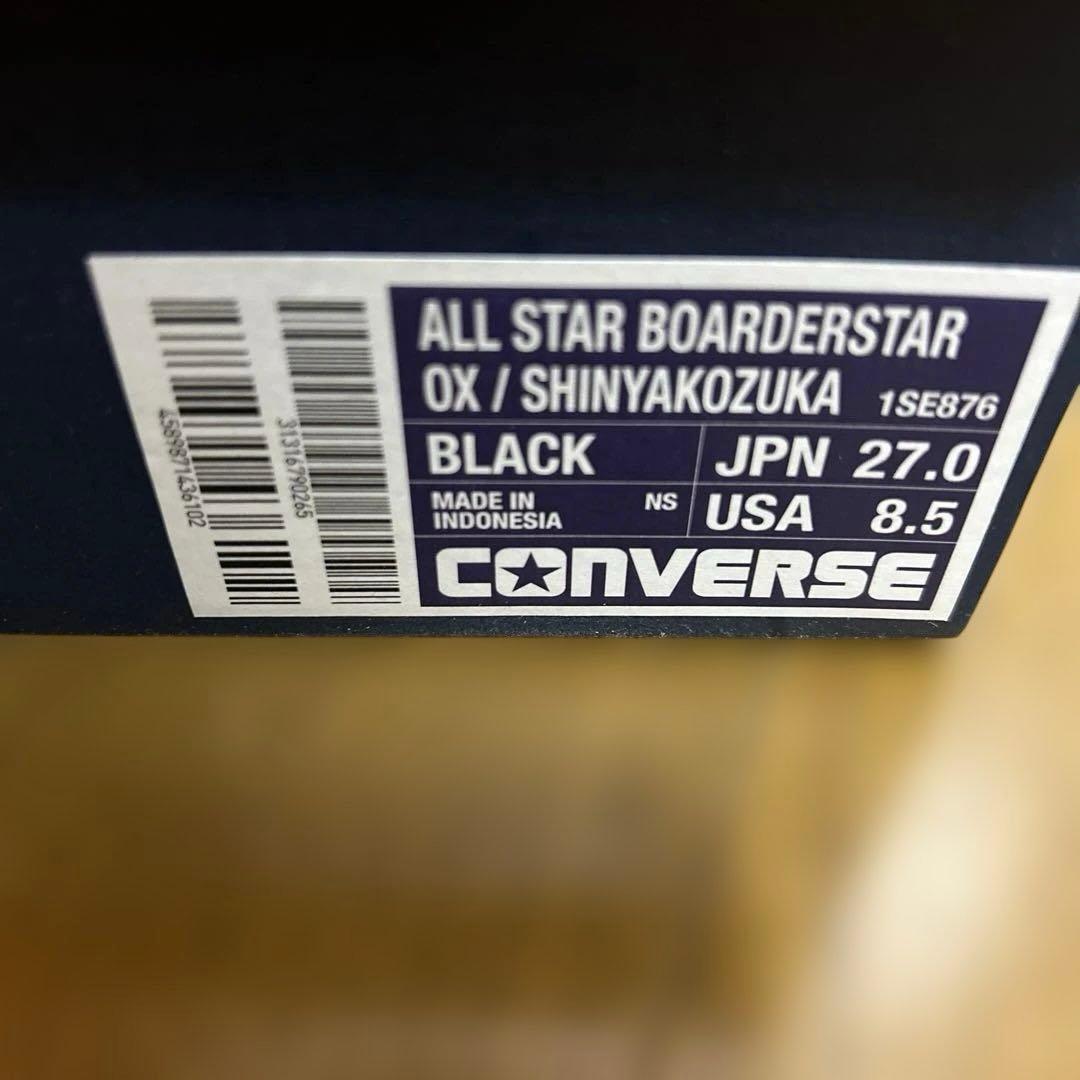 4589871436102
31316790265
ALL STAR BOARDERSTAR
OX / SHINYAKOZUKA 1SE876
BLACK JPN 27.0
MADE IN INDONESIA NS USA 8.5
CONVERSE